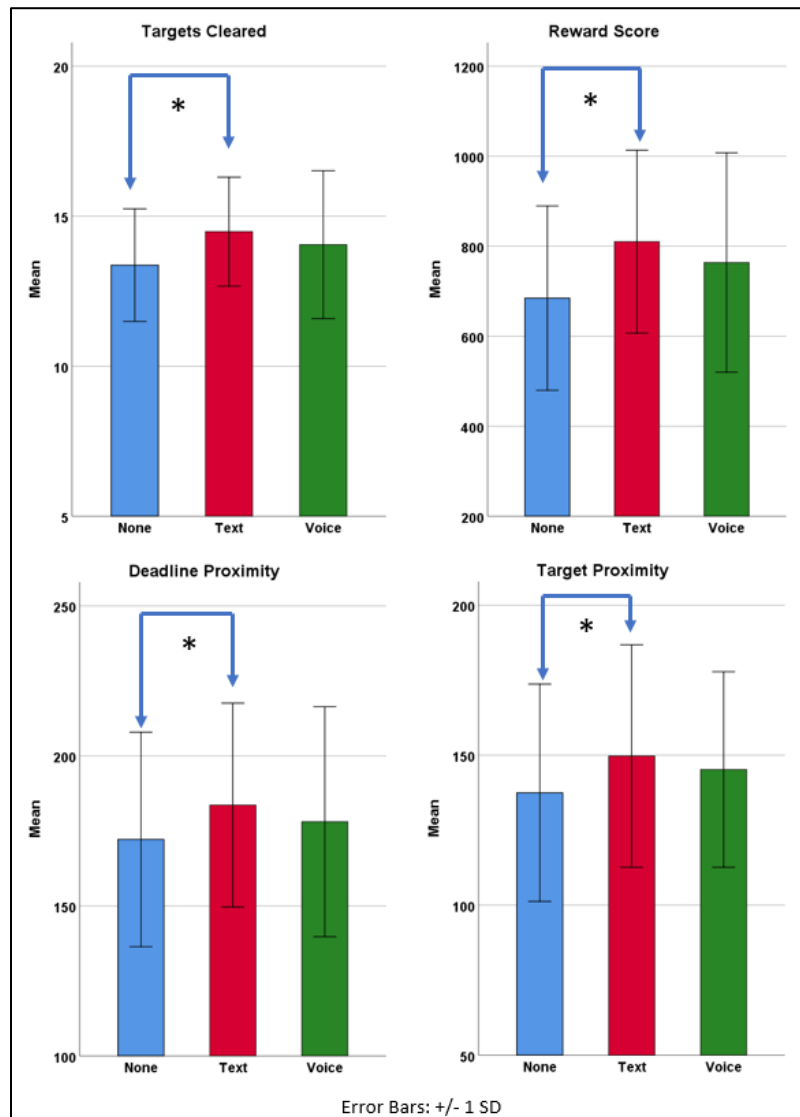 Targets Cleared
Mean
20
15
10
5
*
None Text Voice
Reward Score
Mean
1200
1000
800
600
400
200
*
None Text Voice
Deadline Proximity
Mean
250
200
150
100
*
None Text Voice
Target Proximity
Mean
200
150
100
50
*
None Text Voice
Error Bars: +/- 1 SD